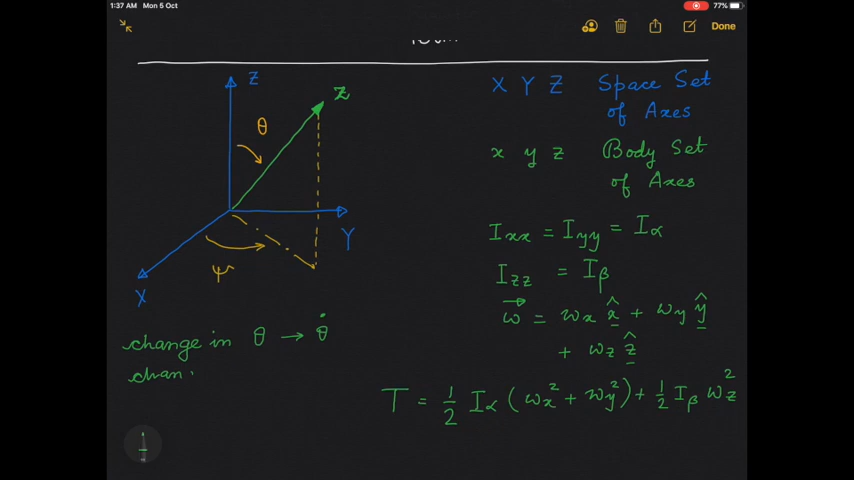 1:37 AM Mon 5 Oct
77%
Done
Z
z
θ
Y
ψ
X
X Y Z Space Set
of Axes
x y z Body Set
of Axes
Ixx = Iyy = Iα
Izz = Iβ
ω⃗ = ωx x̂ + ωy ŷ
+ ωz ẑ
change in θ → θ̇
chan
T = 1/2 Iα (ωx² + ωy²) + 1/2 Iβ ωz²